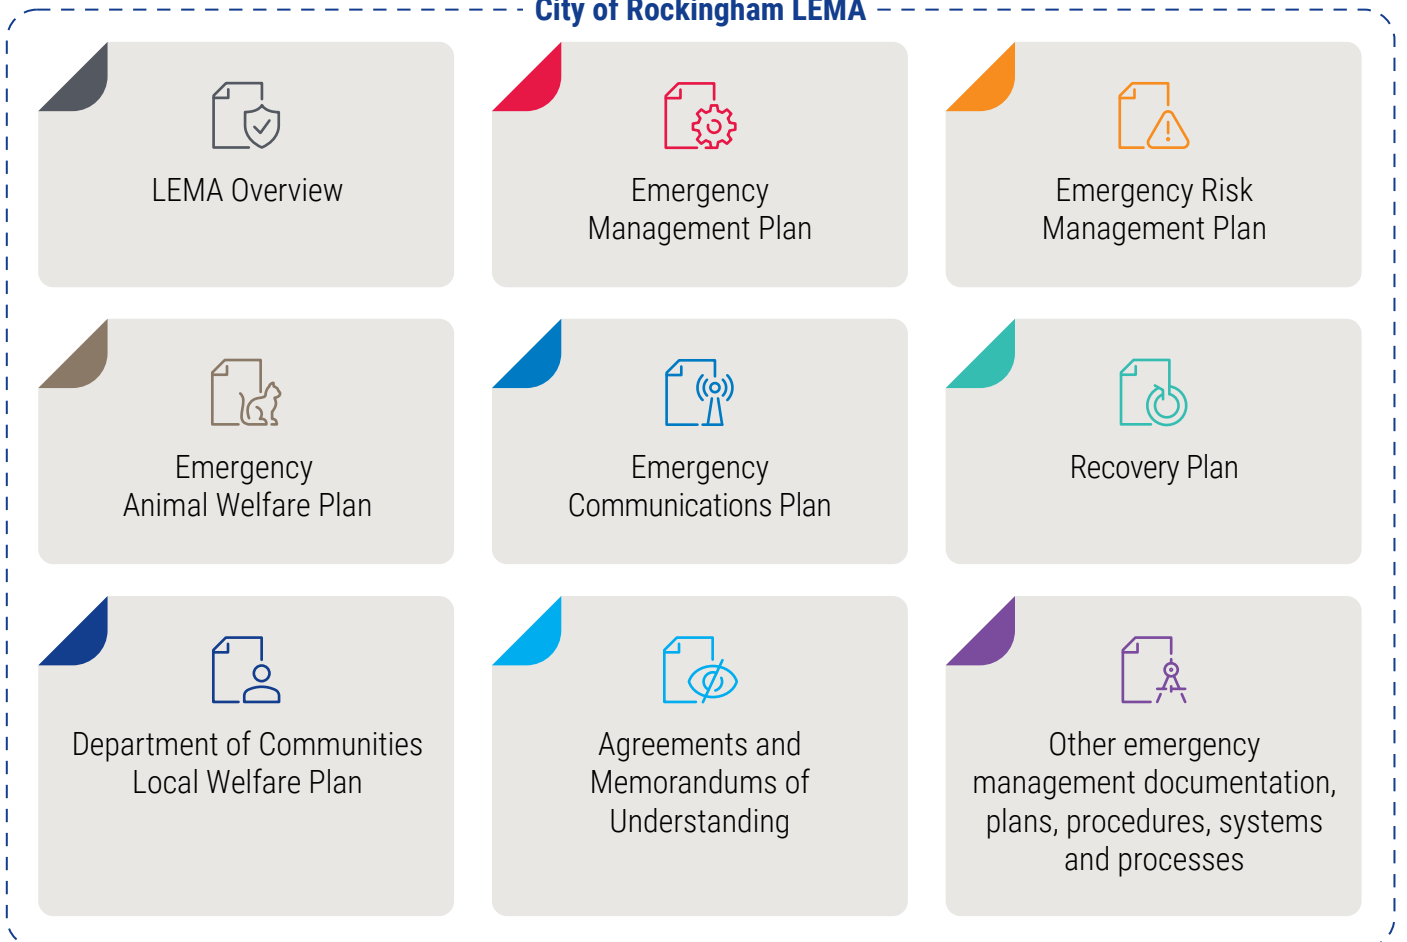 City of Rockingham LEMA
LEMA Overview
Emergency
Management Plan
Emergency Risk
Management Plan
Emergency
Animal Welfare Plan
Emergency
Communications Plan
Recovery Plan
Department of Communities
Local Welfare Plan
Agreements and
Memorandums of
Understanding
Other emergency
management documentation,
plans, procedures, systems
and processes